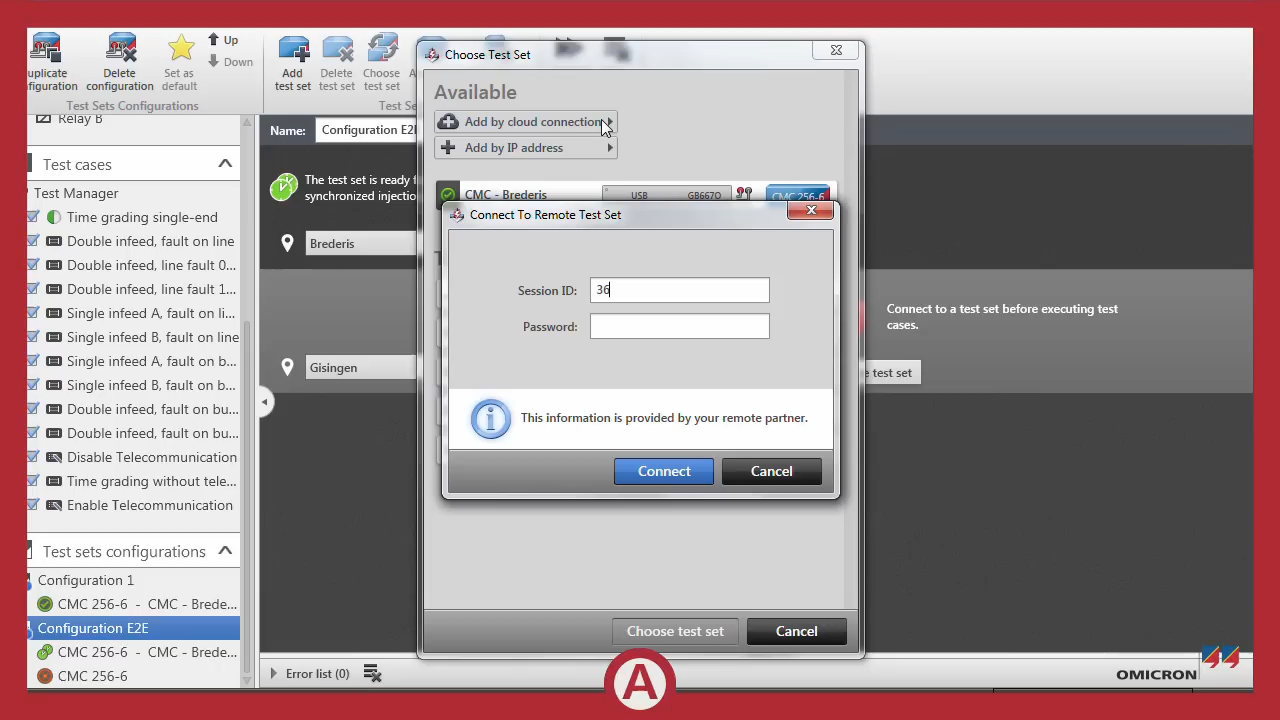 Choose Test Set
Up
Down
uplicate
nfiguration
Delete
configuration
Set as
default
Add
test set
Delete
test set
Choose
test set
Test Sets Configurations
Test Se
Available
Add by cloud connection
Add by IP address
Relay B
Name:
Configuration E2E
Test cases
The test set is ready f
synchronized injectio
Test Manager
CMC - Brederis
USB
GB667O
CMC 256-6
Time grading single-end
Connect To Remote Test Set
Double infeed, fault on line
Brederis
Double infeed, line fault 0...
Double infeed, line fault 1...
Session ID:
36
Single infeed A, fault on li...
Connect to a test set before executing test
cases.
Password:
Single infeed B, fault on line
Single infeed A, fault on b...
Gisingen
e test set
Single infeed B, fault on b...
Double infeed, fault on bu...
This information is provided by your remote partner.
Double infeed, fault on bu...
Disable Telecommunication
Connect
Cancel
Time grading without tele...
Enable Telecommunication
Test sets configurations
Configuration 1
CMC 256-6 - CMC - Brede...
Configuration E2E
Choose test set
Cancel
CMC 256-6 - CMC - Brede...
CMC 256-6
Error list (0)
OMICRON
A